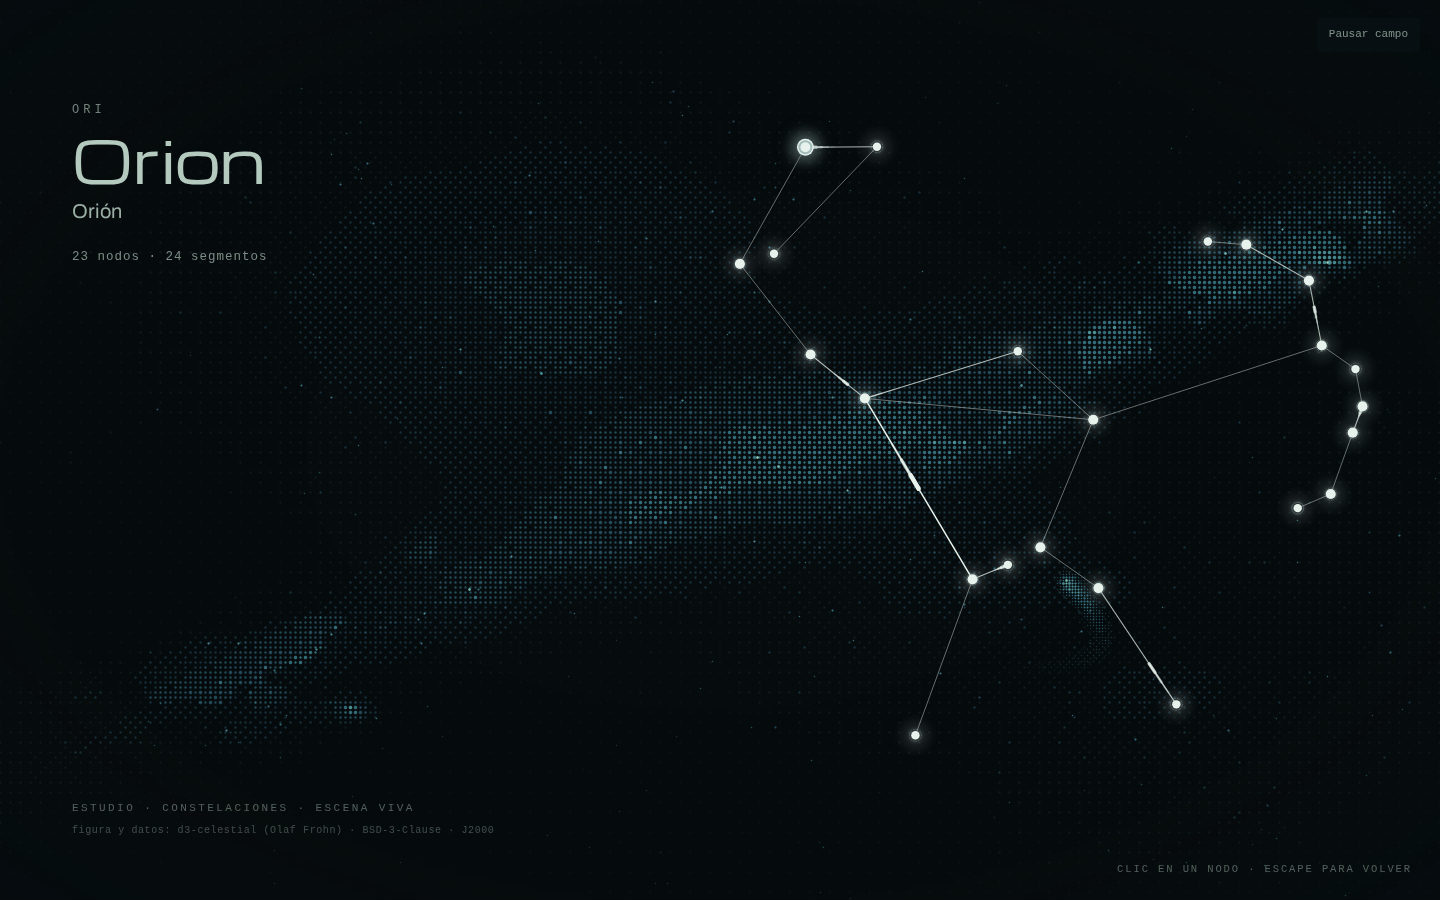 Pausar campo
ORI
Orion
Orión
23 nodos · 24 segmentos
ESTUDIO · CONSTELACIONES · ESCENA VIVA
figura y datos: d3-celestial (Olaf Frohn) · BSD-3-Clause · J2000
CLIC EN UN NODO · ESCAPE PARA VOLVER